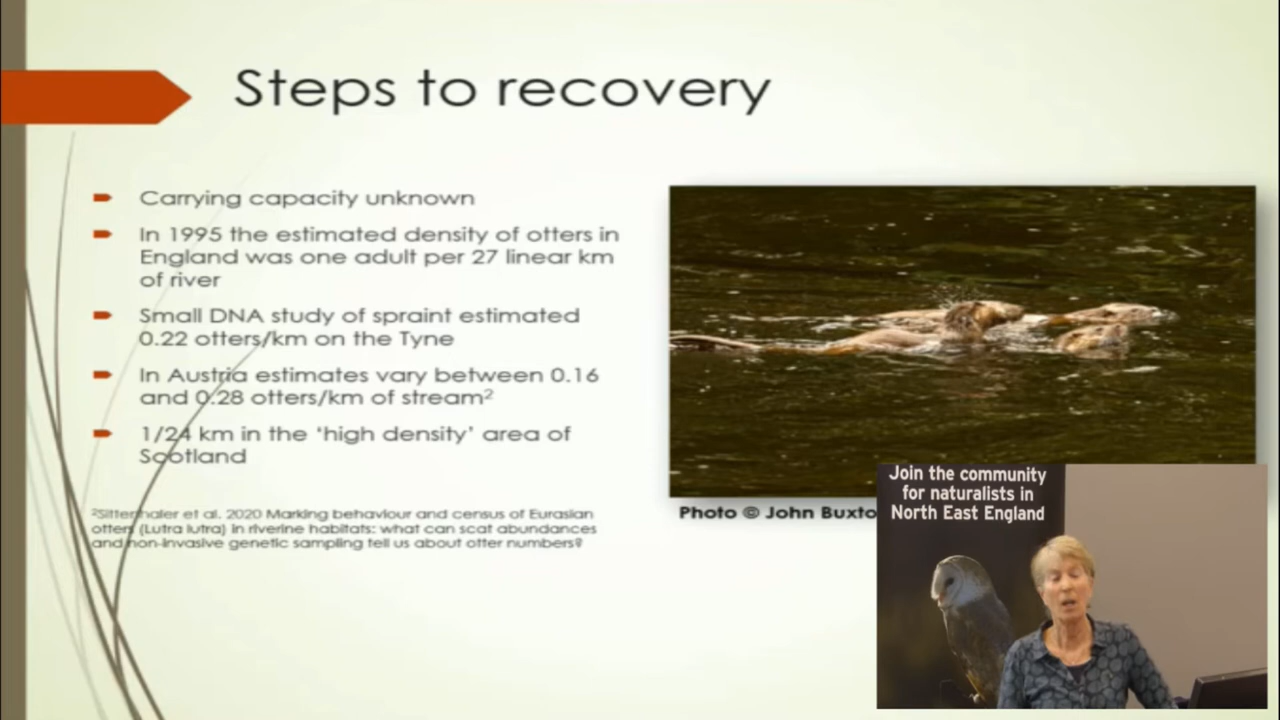 Steps to recovery
Carrying capacity unknown
In 1995 the estimated density of otters in
England was one adult per 27 linear km
of river
Small DNA study of spraint estimated
0.22 otters/km on the Tyne
In Austria estimates vary between 0.16
and 0.28 otters/km of stream²
1/24 km in the ‘high density’ area of
Scotland
²Sittenthaler et al. 2020 Marking behaviour and census of Eurasian
otters (Lutra lutra) in riverine habitats: what can scat abundances
and non-invasive genetic sampling tell us about otter numbers?
Photo © John Buxto
Join the community
for naturalists in
North East England